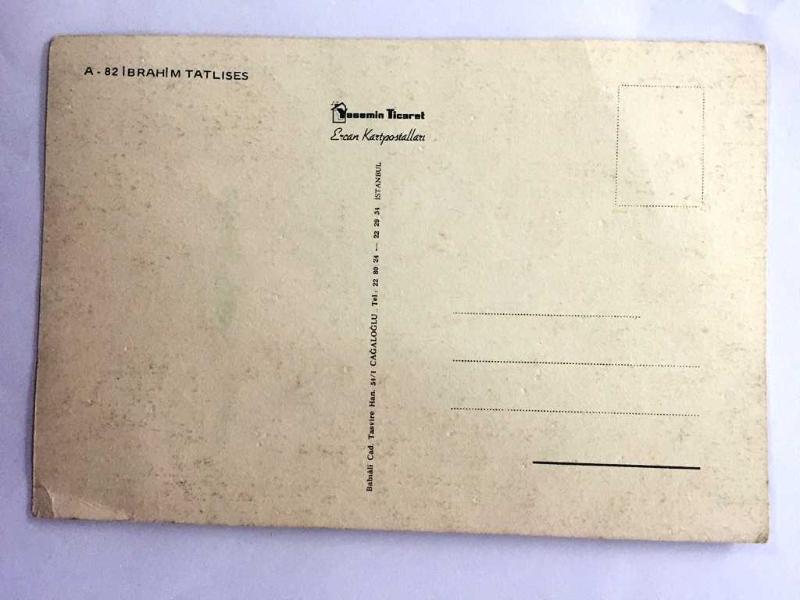 A - 82 İBRAHİM TATLISES
Yasemin Ticaret
Ercan Kartpostalları
Babıâli Cad. Tasvire Han. 54/1 CAĞALOĞLU Tel: 22 80 24 — 22 29 34 İSTANBUL